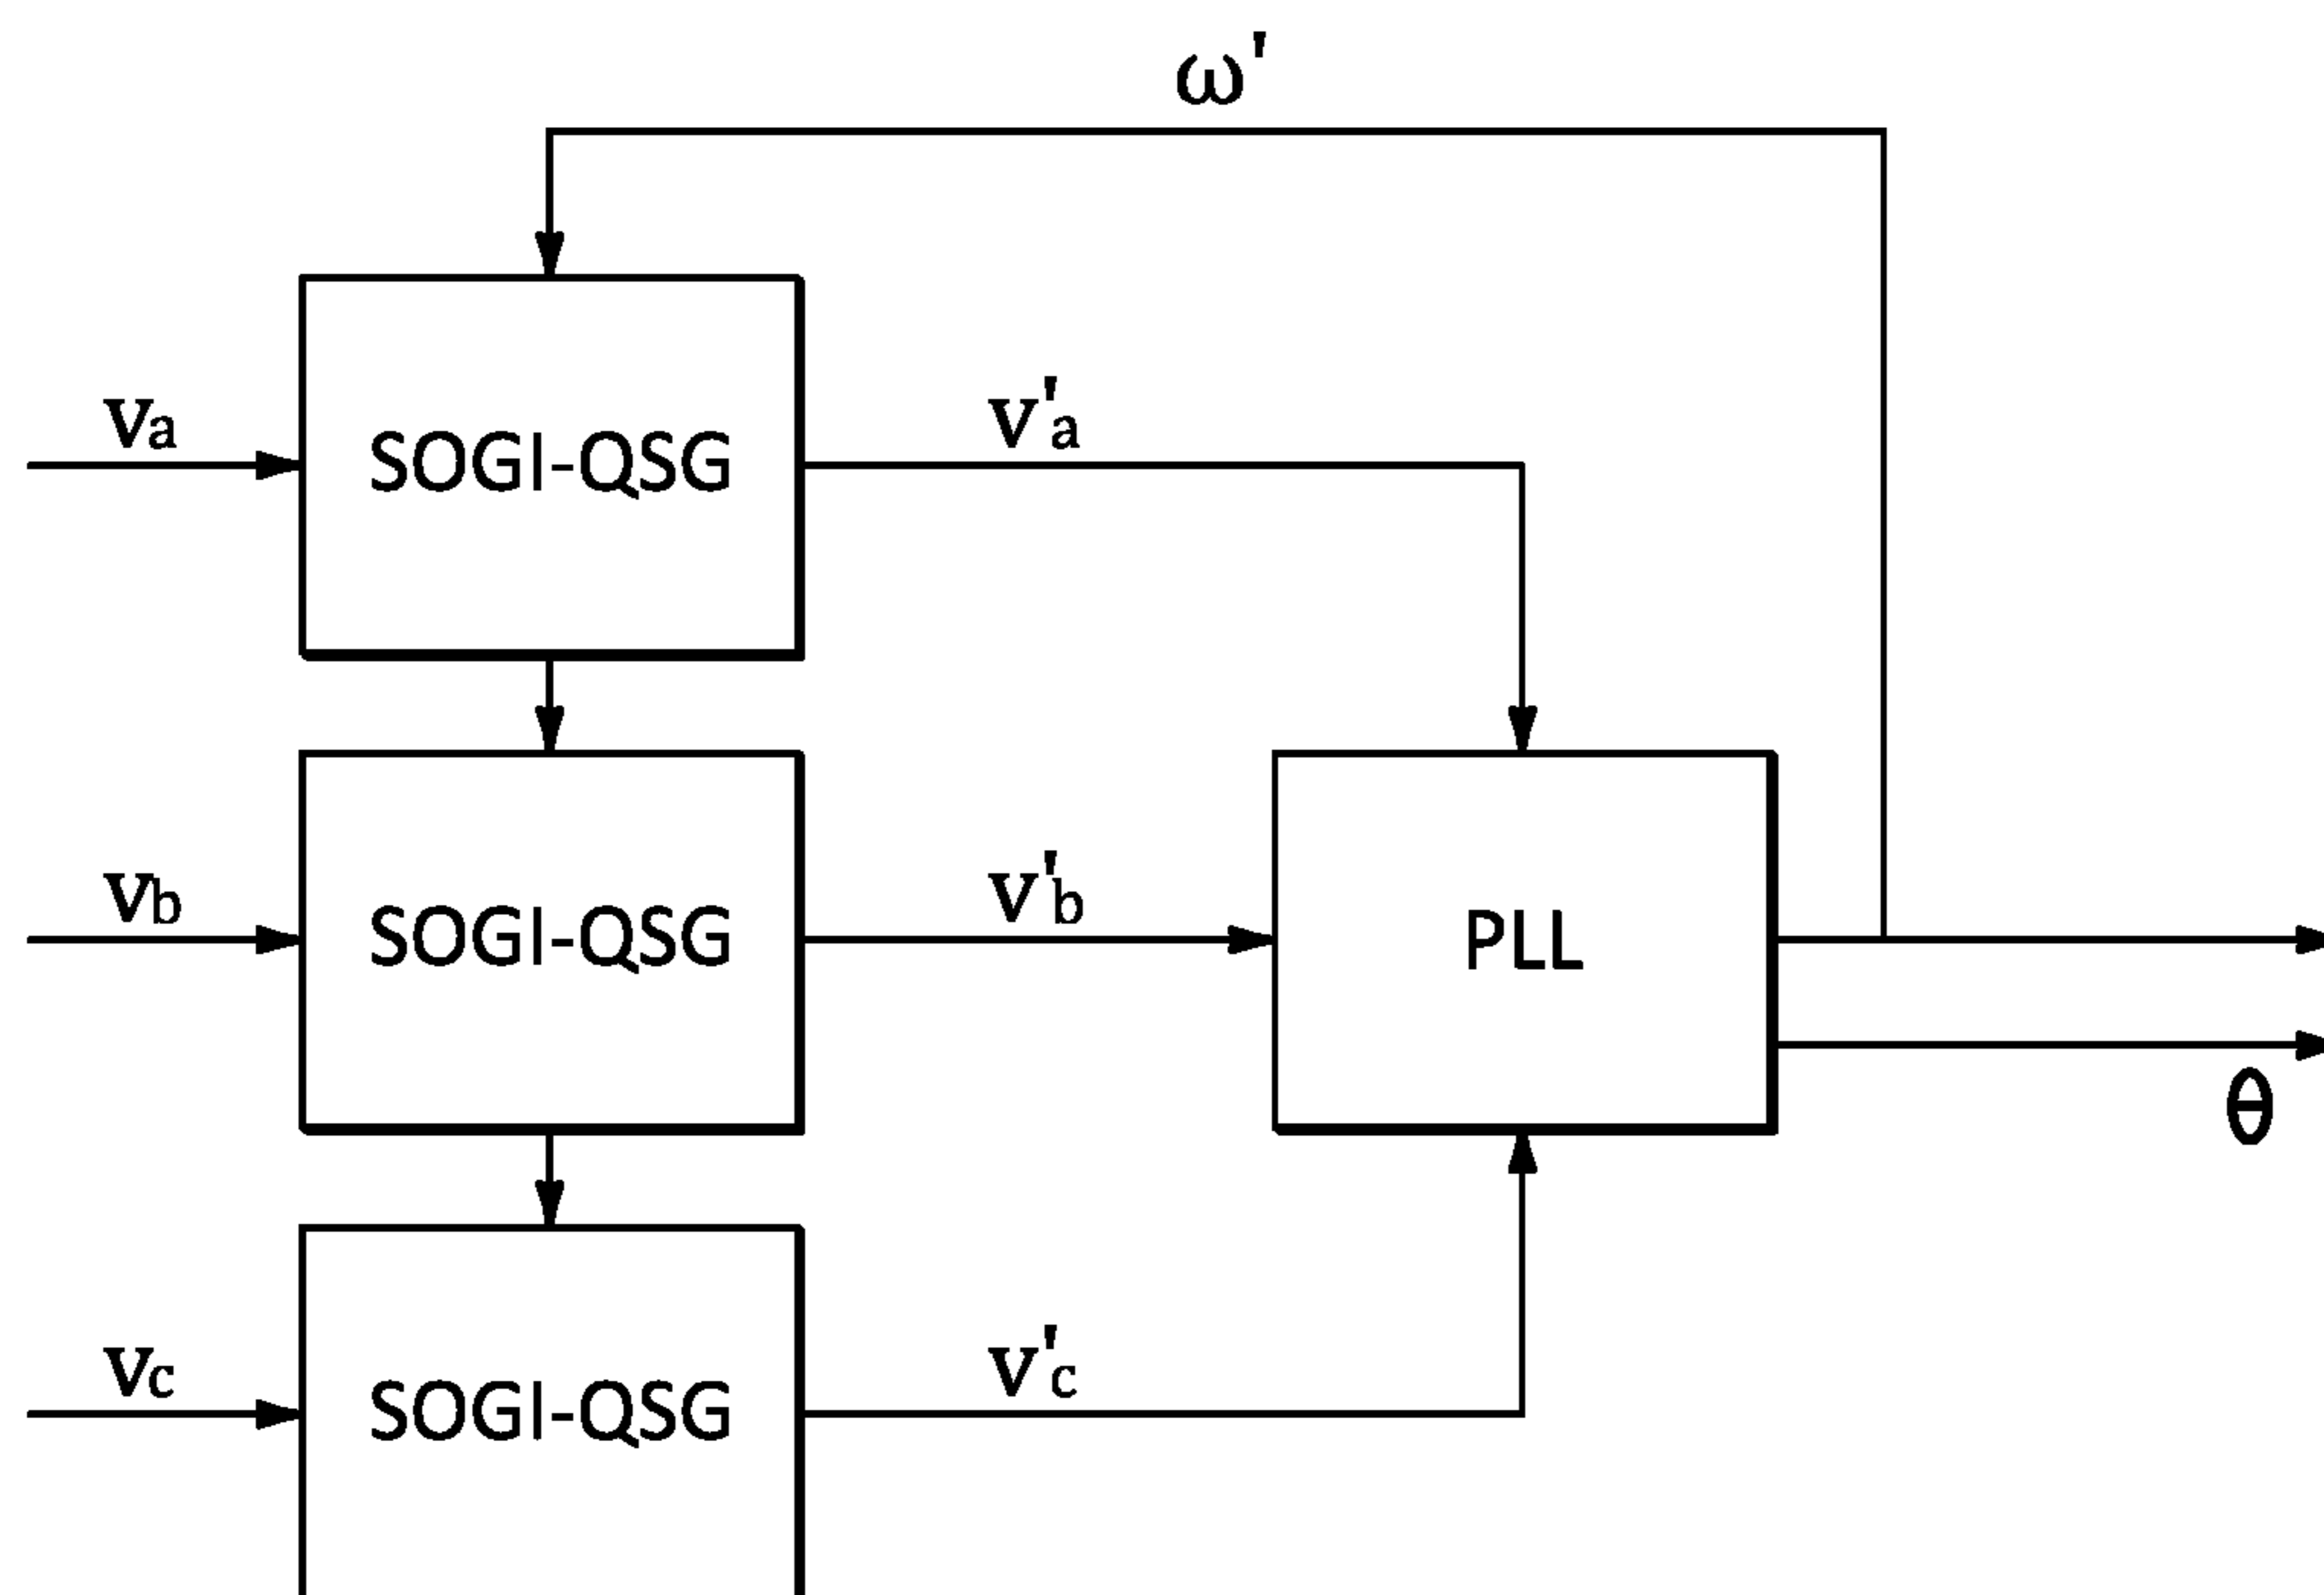 ω'
va
SOGI-QSG
v'a
vb
SOGI-QSG
v'b
PLL
θ
vc
SOGI-QSG
v'c